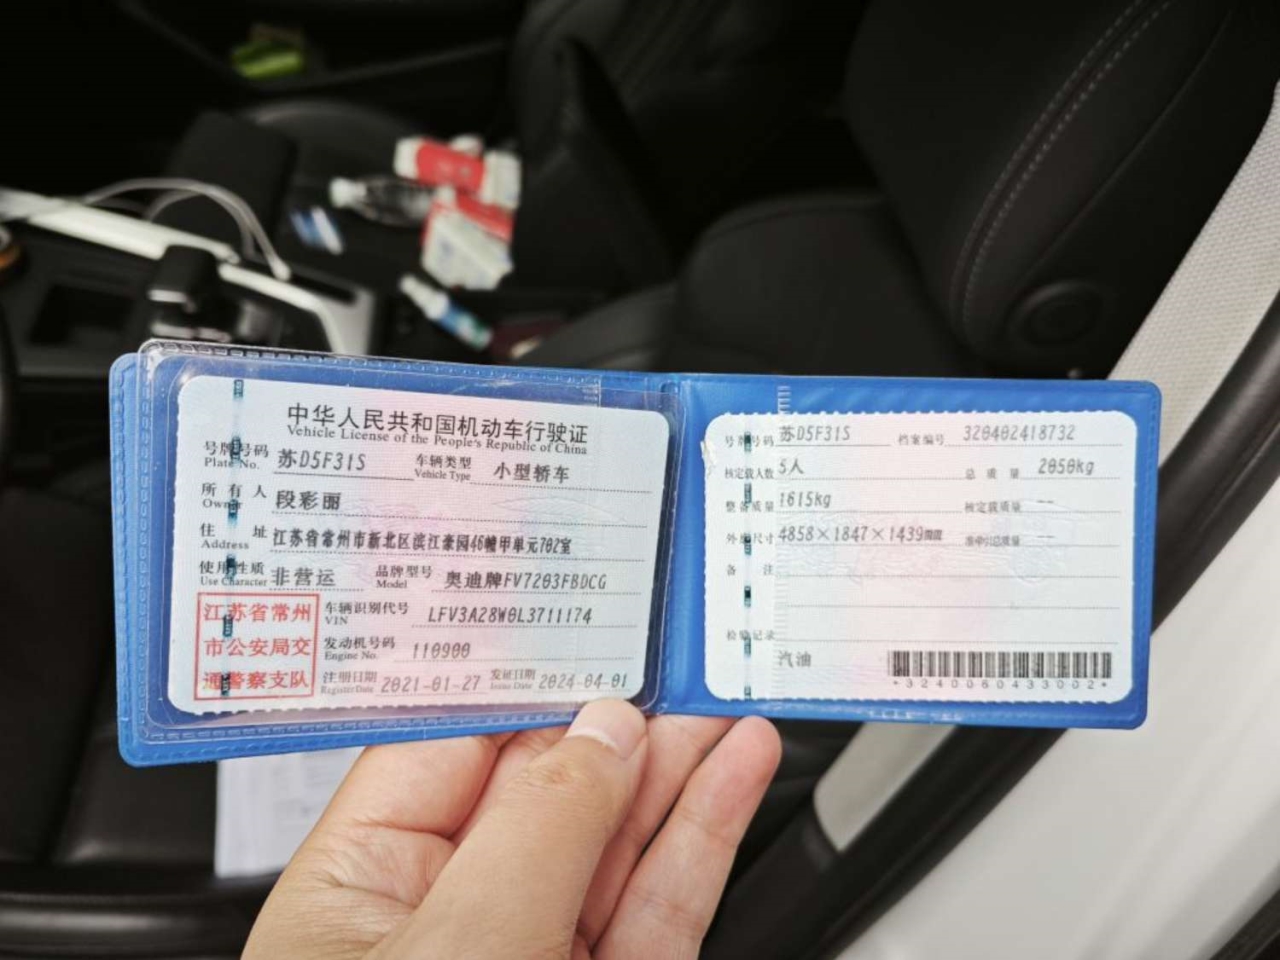 中华人民共和国机动车行驶证
Vehicle License of the People's Republic of China
号牌号码 苏D5F31S 车辆类型 小型轿车
Plate No. Vehicle Type
所有人 段彩丽
Owner
住址 江苏省常州市新北区滨江豪园46幢甲单元702室
Address
使用性质 非营运 品牌型号 奥迪牌FV7203FBDCG
Use Character Model
江苏省常州
市公安局交
通警察支队
车辆识别代号 LFV3A28W0L3711174
VIN
发动机号码 110900
Engine No.
注册日期 2021-01-27 发证日期 2024-04-01
Register Date Issue Date
号牌号码 苏D5F31S 档案编号 320402418732
核定载人数 5人 总质量 2050kg
整备质量 1615kg 核定载质量 --
外廓尺寸 4858×1847×1439mm 准牵引总质量 --
备注
检验记录
汽油
*3240060433002*